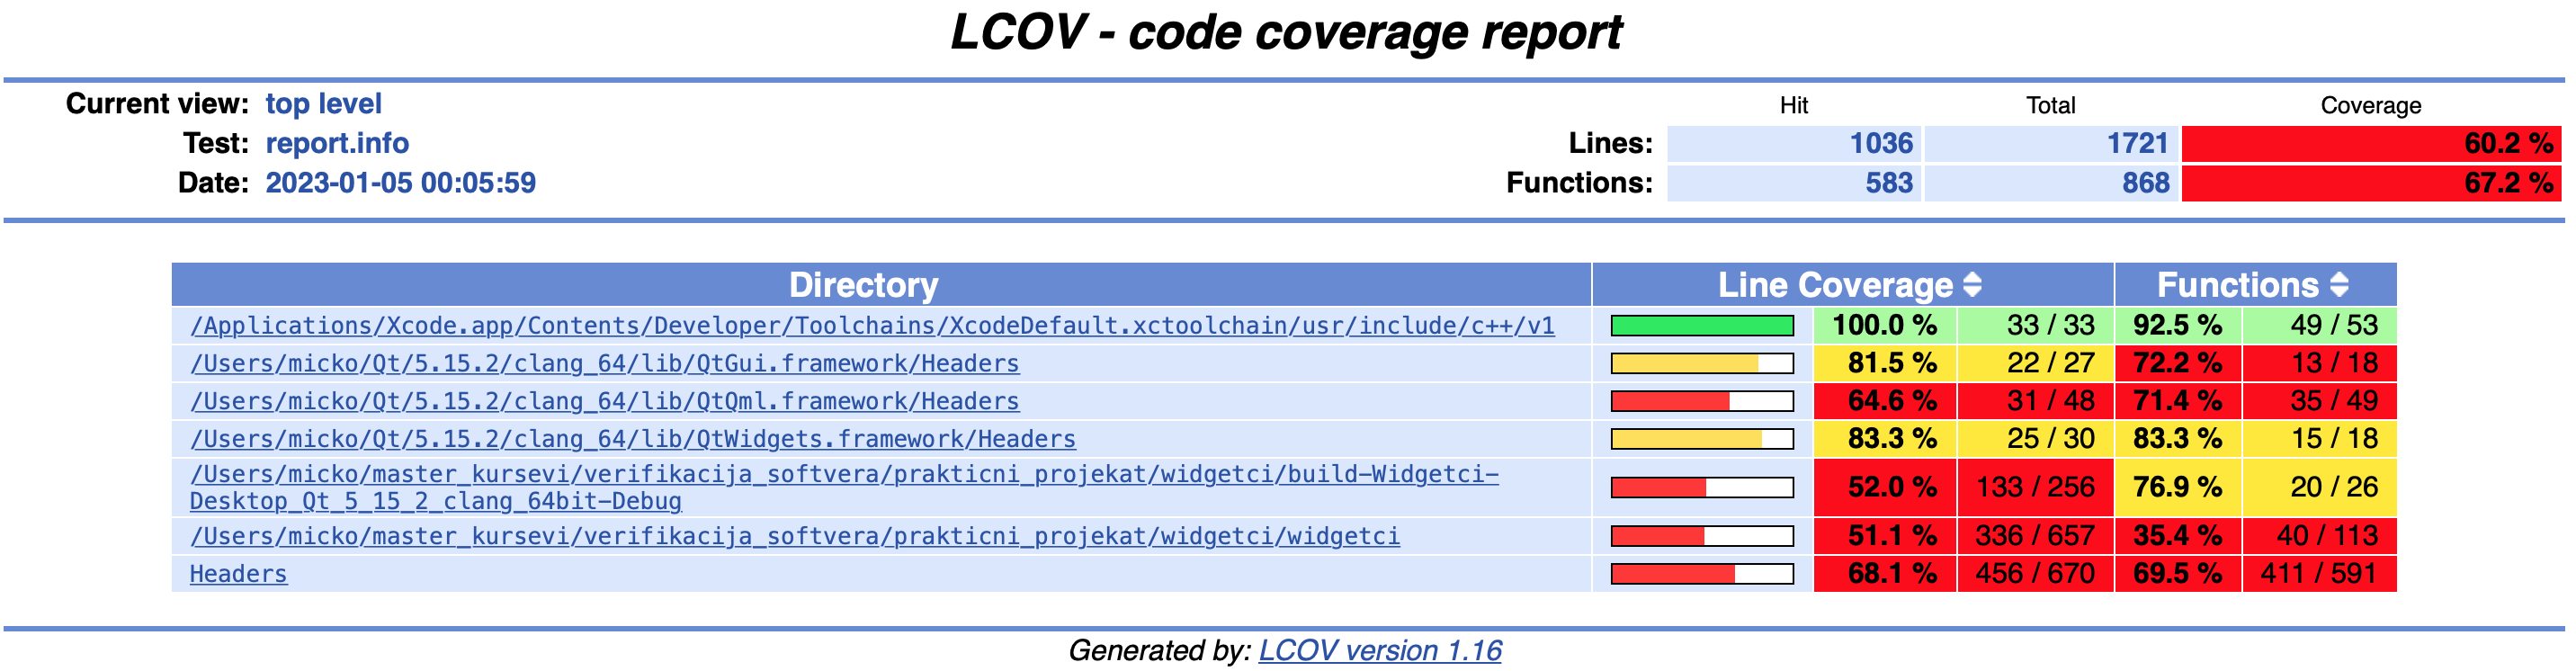 LCOV - code coverage report
Current view: top level
Hit Total Coverage
Test: report.info
Lines: 1036 1721 60.2 %
Date: 2023-01-05 00:05:59
Functions: 583 868 67.2 %
Directory Line Coverage Functions
/Applications/Xcode.app/Contents/Developer/Toolchains/XcodeDefault.xctoolchain/usr/include/c++/v1 100.0 % 33 / 33 92.5 % 49 / 53
/Users/micko/Qt/5.15.2/clang_64/lib/QtGui.framework/Headers 81.5 % 22 / 27 72.2 % 13 / 18
/Users/micko/Qt/5.15.2/clang_64/lib/QtQml.framework/Headers 64.6 % 31 / 48 71.4 % 35 / 49
/Users/micko/Qt/5.15.2/clang_64/lib/QtWidgets.framework/Headers 83.3 % 25 / 30 83.3 % 15 / 18
/Users/micko/master_kursevi/verifikacija_softvera/prakticni_projekat/widgetci/build-Widgetci-
Desktop_Qt_5_15_2_clang_64bit-Debug 52.0 % 133 / 256 76.9 % 20 / 26
/Users/micko/master_kursevi/verifikacija_softvera/prakticni_projekat/widgetci/widgetci 51.1 % 336 / 657 35.4 % 40 / 113
Headers 68.1 % 456 / 670 69.5 % 411 / 591
Generated by: LCOV version 1.16